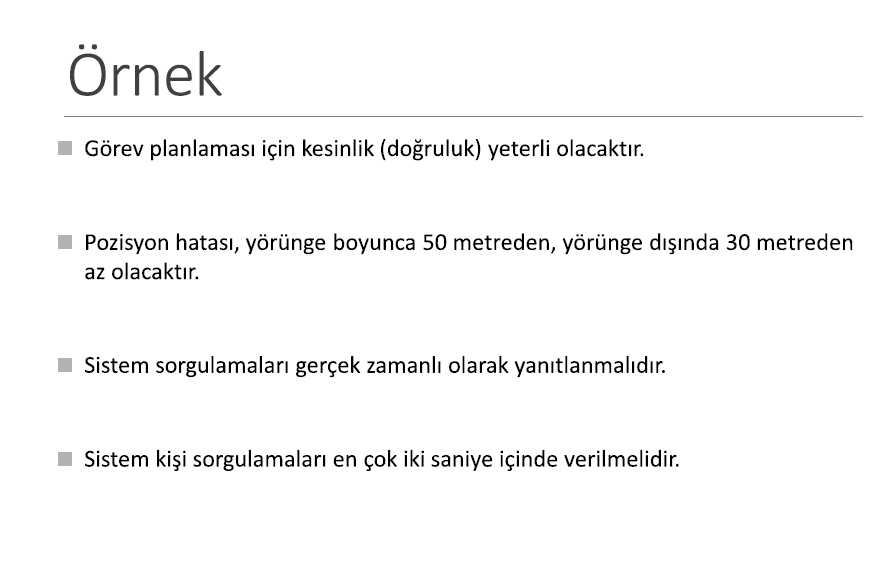 Örnek
Görev planlaması için kesinlik (doğruluk) yeterli olacaktır.
Pozisyon hatası, yörünge boyunca 50 metreden, yörünge dışında 30 metreden
az olacaktır.
Sistem sorgulamaları gerçek zamanlı olarak yanıtlanmalıdır.
Sistem kişi sorgulamaları en çok iki saniye içinde verilmelidir.